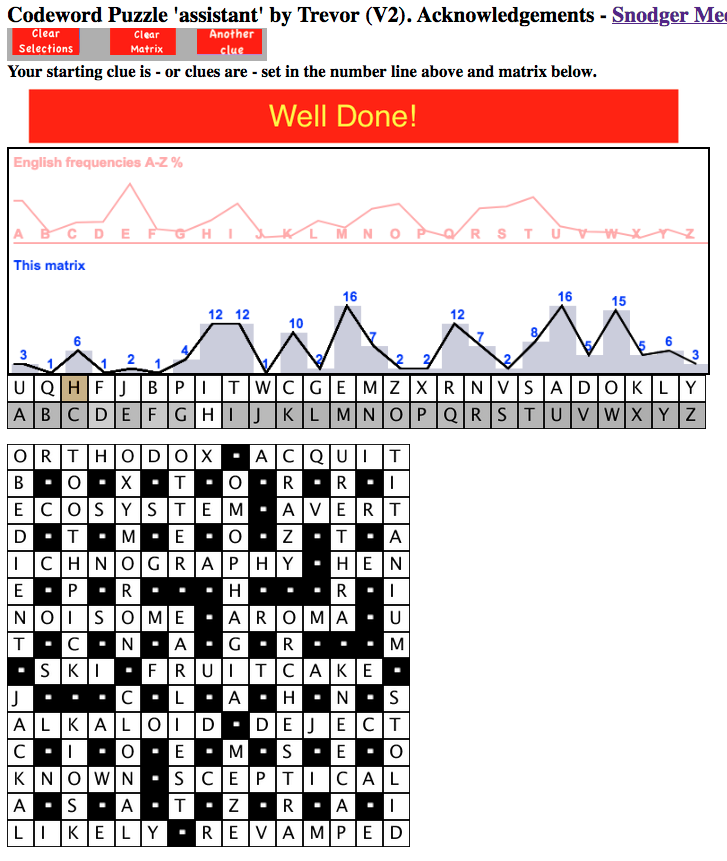 Codeword Puzzle 'assistant' by Trevor (V2). Acknowledgements - Snodger Me
Clear Selections
Clear Matrix
Another clue
Your starting clue is - or clues are - set in the number line above and matrix below.
Well Done!
English frequencies A-Z %
A B C D E F G H I J K L M N O P Q R S T U V W X Y Z
This matrix
3 1 6 1 2 1 4 12 12 1 10 2 16 7 2 2 12 7 2 8 16 5 15 5 6 3
U Q H F J B P I T W C G E M Z X R N V S A D O K L Y
A B C D E F G H I J K L M N O P Q R S T U V W X Y Z
O R T H O D O X A C Q U I T
B O X T O R R I
E C O S Y S T E M A V E R T
D T M E O Z T A
I C H N O G R A P H Y H E N
E P R H R I
N O I S O M E A R O M A U
T C N A G R M
S K I F R U I T C A K E
J C L A H N S
A L K A L O I D D E J E C T
C I O E M S E O
K N O W N S C E P T I C A L
A S A T Z R A I
L I K E L Y R E V A M P E D